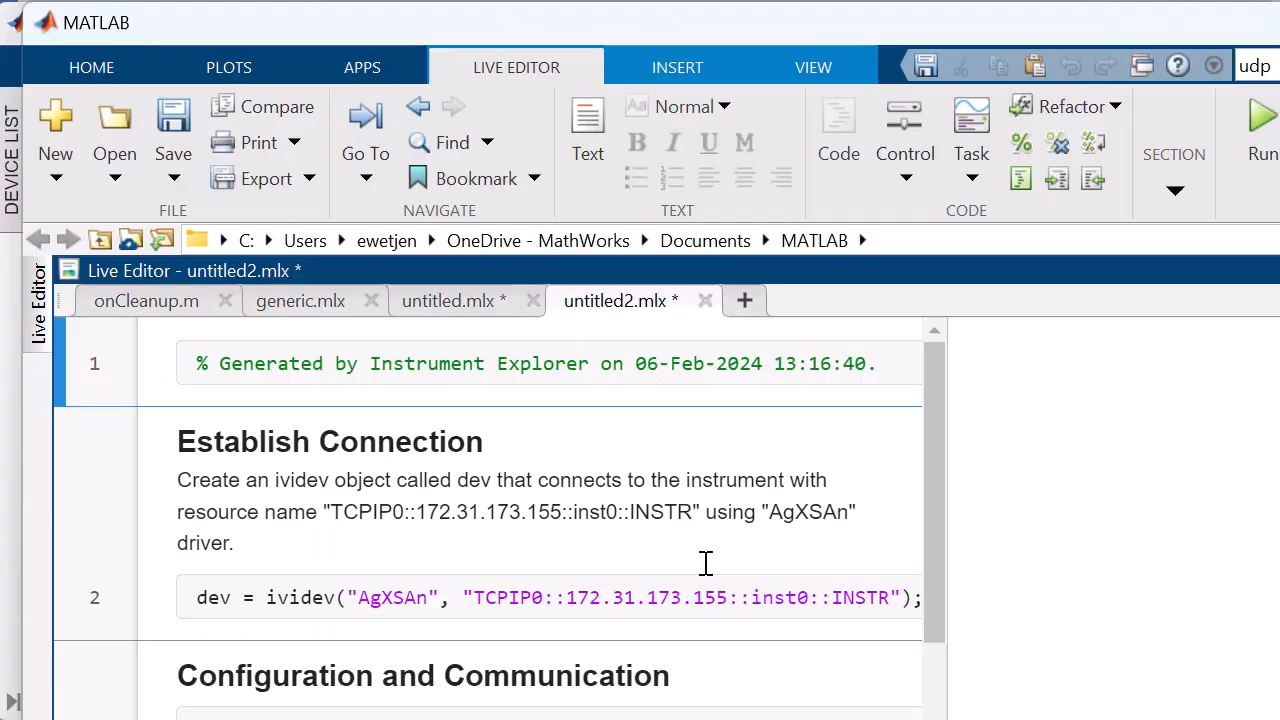 MATLAB
HOME
PLOTS
APPS
LIVE EDITOR
INSERT
VIEW
udp
New
Open
Save
Compare
Print
Export
Go To
Find
Bookmark
Text
Aa Normal
B I U M
Code
Control
Task
Refactor
SECTION
Run
FILE
NAVIGATE
TEXT
CODE
DEVICE LIST
C: Users ewetjen OneDrive - MathWorks Documents MATLAB
Live Editor - untitled2.mlx *
Live Editor
onCleanup.m
generic.mlx
untitled.mlx *
untitled2.mlx *
1
% Generated by Instrument Explorer on 06-Feb-2024 13:16:40.
Establish Connection
Create an ividev object called dev that connects to the instrument with
resource name "TCPIP0::172.31.173.155::inst0::INSTR" using "AgXSAn"
driver.
2
dev = ividev("AgXSAn", "TCPIP0::172.31.173.155::inst0::INSTR");
Configuration and Communication